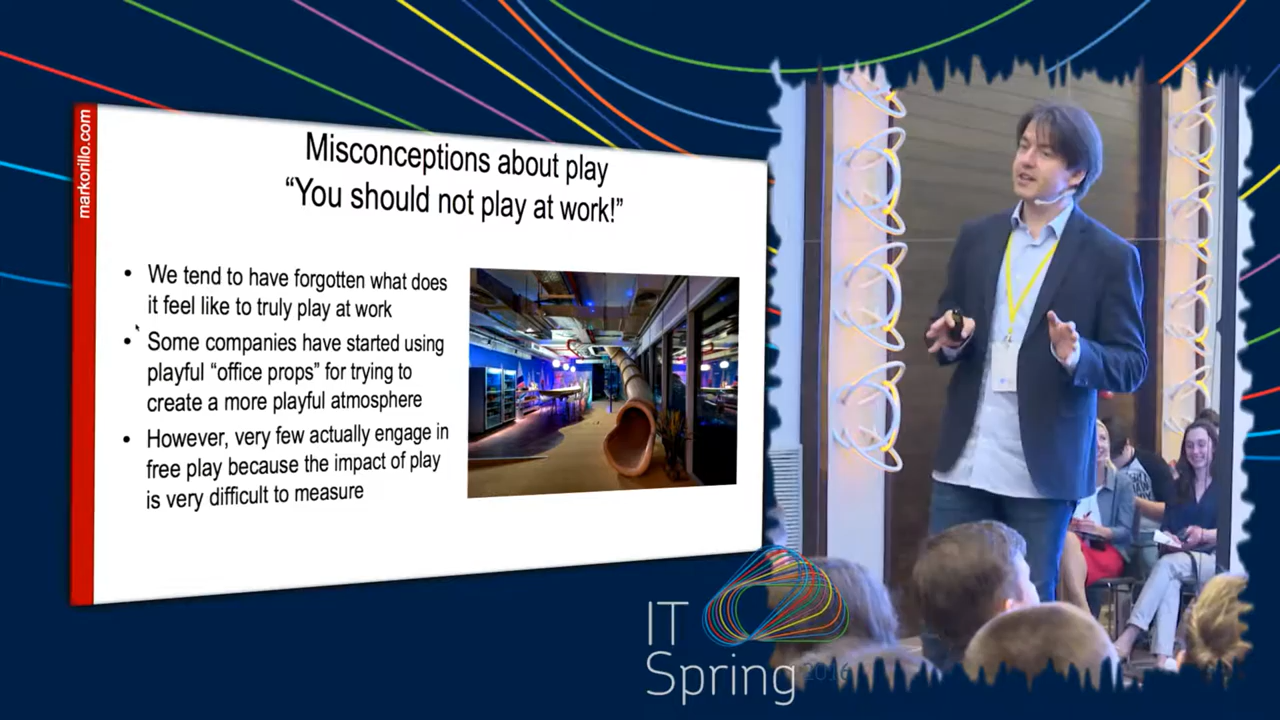 markorillo.com
Misconceptions about play
“You should not play at work!”
• We tend to have forgotten what does
it feel like to truly play at work
• Some companies have started using
playful “office props” for trying to
create a more playful atmosphere
• However, very few actually engage in
free play because the impact of play
is very difficult to measure
IT
Spring
2016